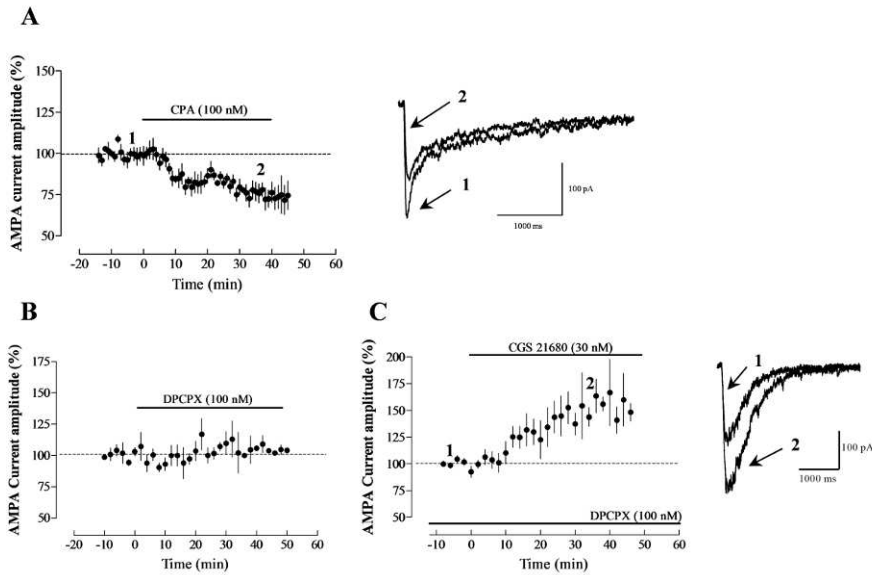 A
AMPA current amplitude (%)
150
125
100
75
50
CPA (100 nM)
1
2
-20 -10 0 10 20 30 40 50 60
Time (min)
2
1
100 pA
1000 ms
B
AMPA Current amplitude (%)
175
150
125
100
75
50
DPCPX (100 nM)
-20 -10 0 10 20 30 40 50 60
Time (min)
C
AMPA Current amplitude (%)
200
175
150
125
100
75
50
CGS 21680 (30 nM)
1
2
DPCPX (100 nM)
-20 -10 0 10 20 30 40 50 60
Time (min)
1
2
100 pA
1000 ms